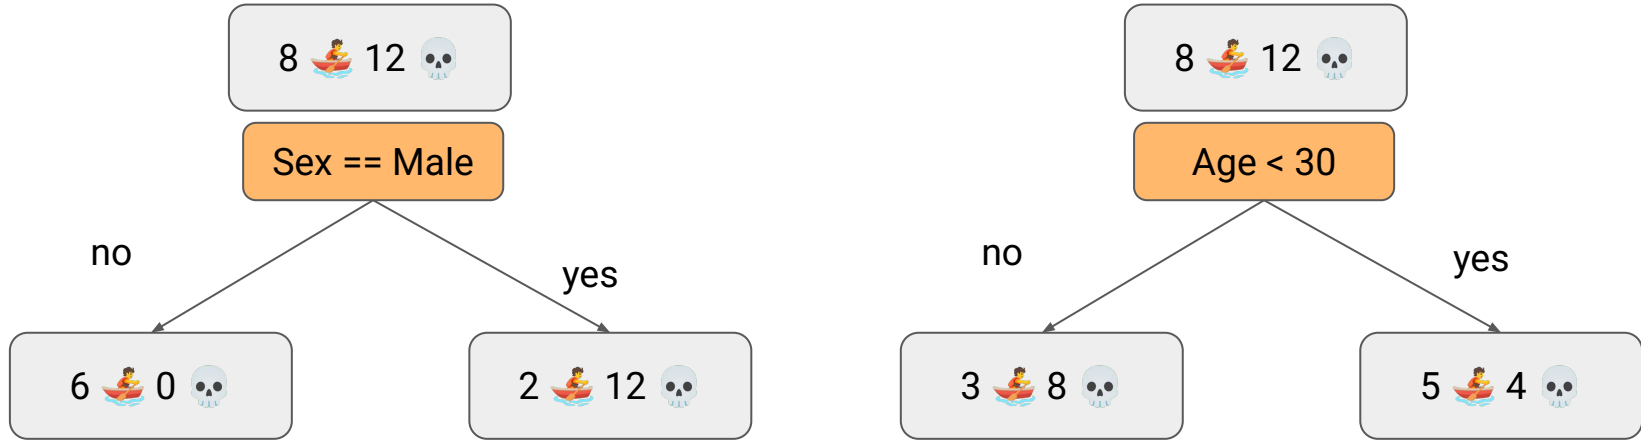 8 🚣 12 💀
Sex == Male
no
yes
6 🚣 0 💀
2 🚣 12 💀
8 🚣 12 💀
Age < 30
no
yes
3 🚣 8 💀
5 🚣 4 💀